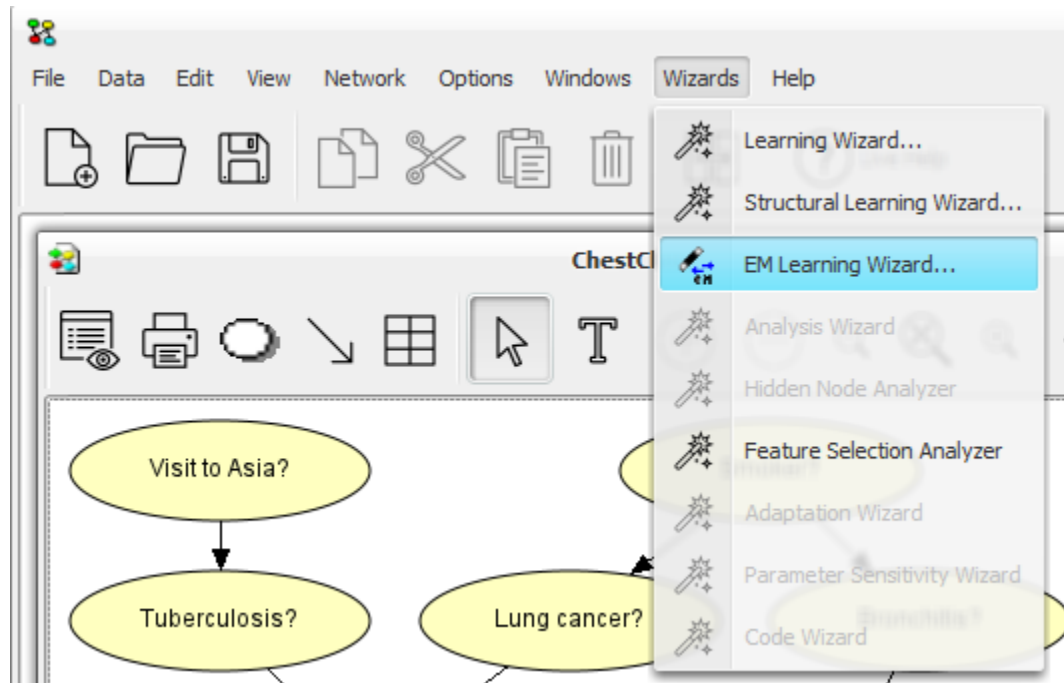 File Data Edit View Network Options Windows Wizards Help
Learning Wizard...
Structural Learning Wizard...
ChestCl
EM Learning Wizard...
EM
T
Analysis Wizard
Hidden Node Analyzer
Visit to Asia?
Feature Selection Analyzer
Adaptation Wizard
Parameter Sensitivity Wizard
Tuberculosis?
Lung cancer?
Code Wizard